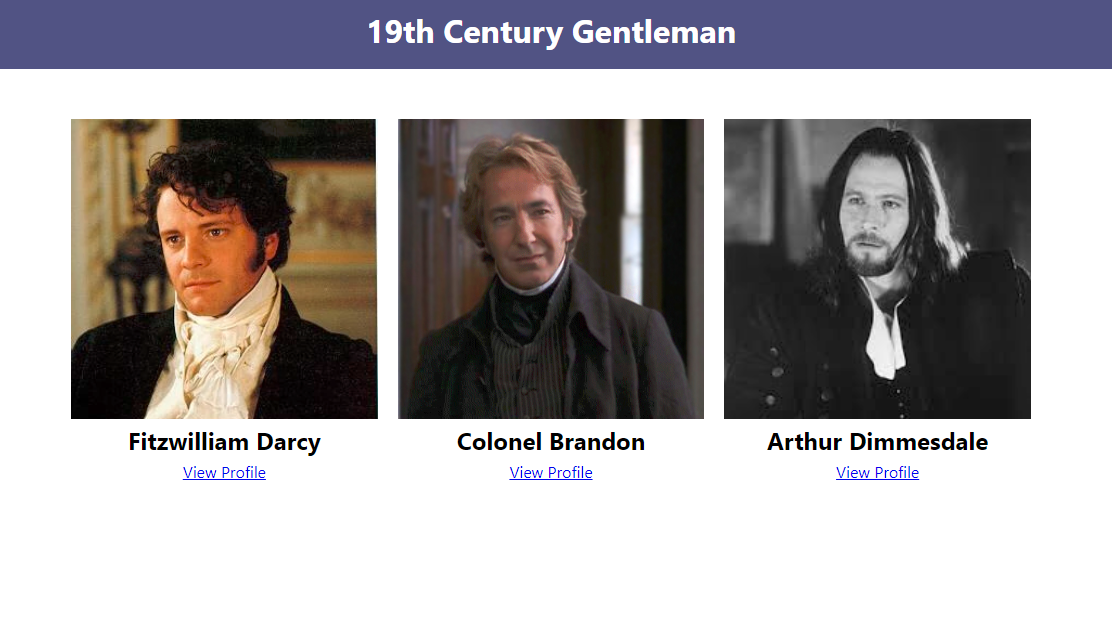 19th Century Gentleman
Fitzwilliam Darcy
Colonel Brandon
Arthur Dimmesdale
View Profile
View Profile
View Profile